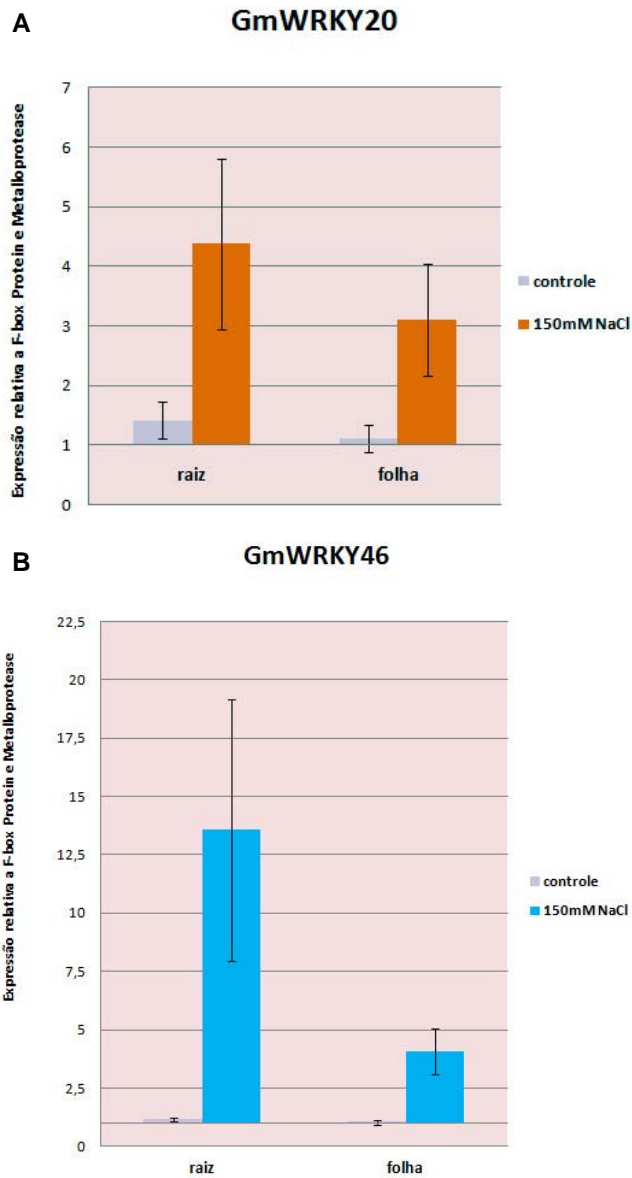 A
GmWRKY20
Expressão relativa a F-box Protein e Metalloprotease
7
6
5
4
3
2
1
0
raiz
folha
controle
150mM NaCl
B
GmWRKY46
Expressão relativa a F-box Protein e Metalloprotease
22,5
20
17,5
15
12,5
10
7,5
5
2,5
0
raiz
folha
controle
150mM NaCl